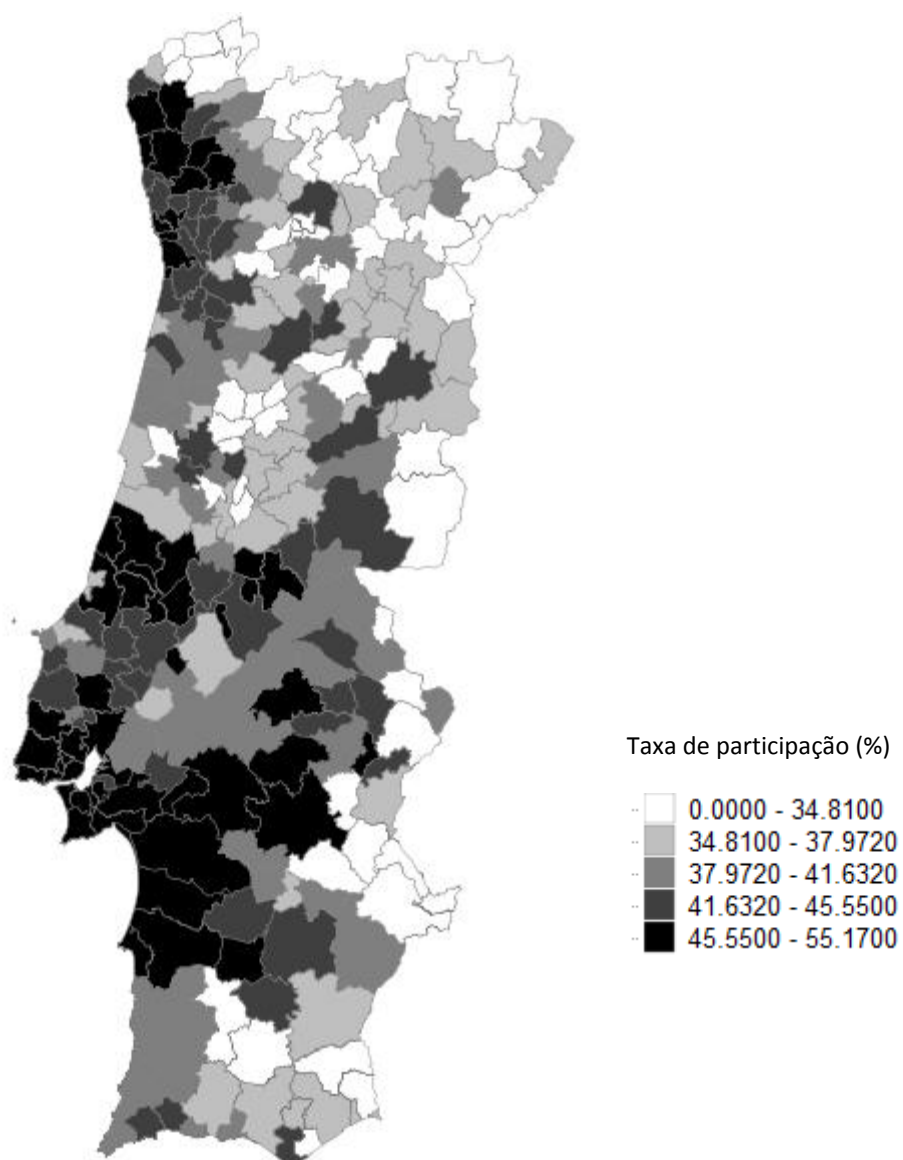 Taxa de participação (%)
0.0000 - 34.8100
34.8100 - 37.9720
37.9720 - 41.6320
41.6320 - 45.5500
45.5500 - 55.1700